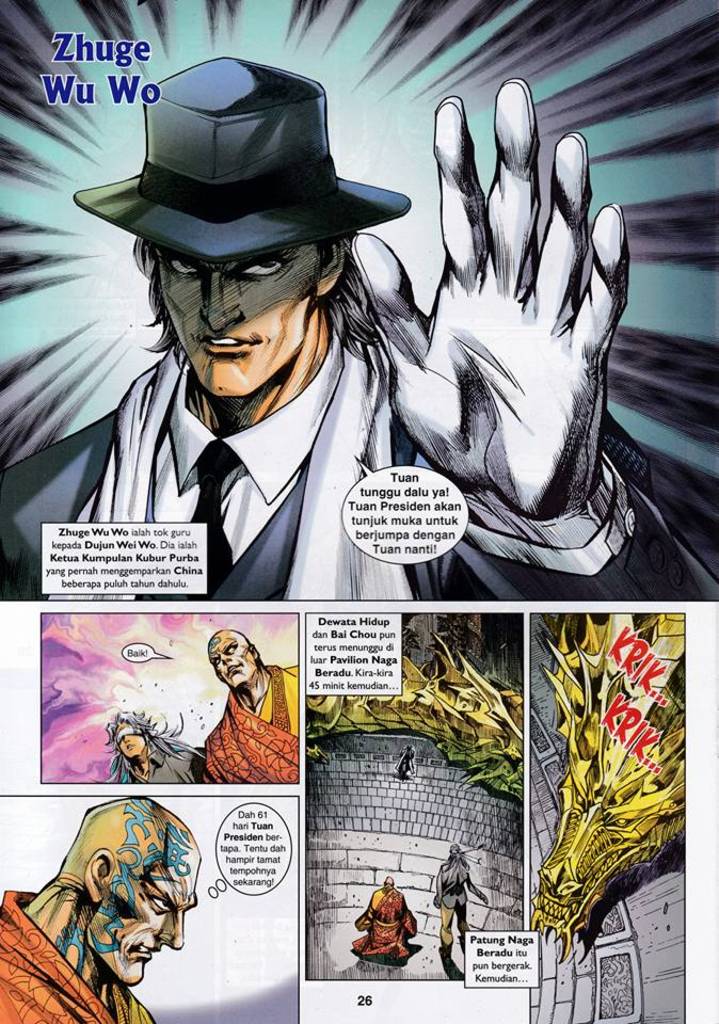 Zhuge
Wu Wo
Tuan
tunggu dalu ya!
Tuan Presiden akan
tunjuk muka untuk
berjumpa dengan
Tuan nanti!
Zhuge Wu Wo ialah tok guru
kepada Dujun Wei Wo. Dia ialah
Ketua Kumpulan Kubur Purba
yang pernah menggemparkan China
beberapa puluh tahun dahulu.
Baik!
Dewata Hidup
dan Bai Chou pun
terus menunggu di
luar Pavilion Naga
Beradu. Kira-kira
45 minit kemudian...
KRIK...
KRIK...
Dah 61
hari Tuan
Presiden ber-
tapa. Tentu dah
hampir tamat
tempohnya
sekarang!
Patung Naga
Beradu itu
pun bergerak.
Kemudian...
26